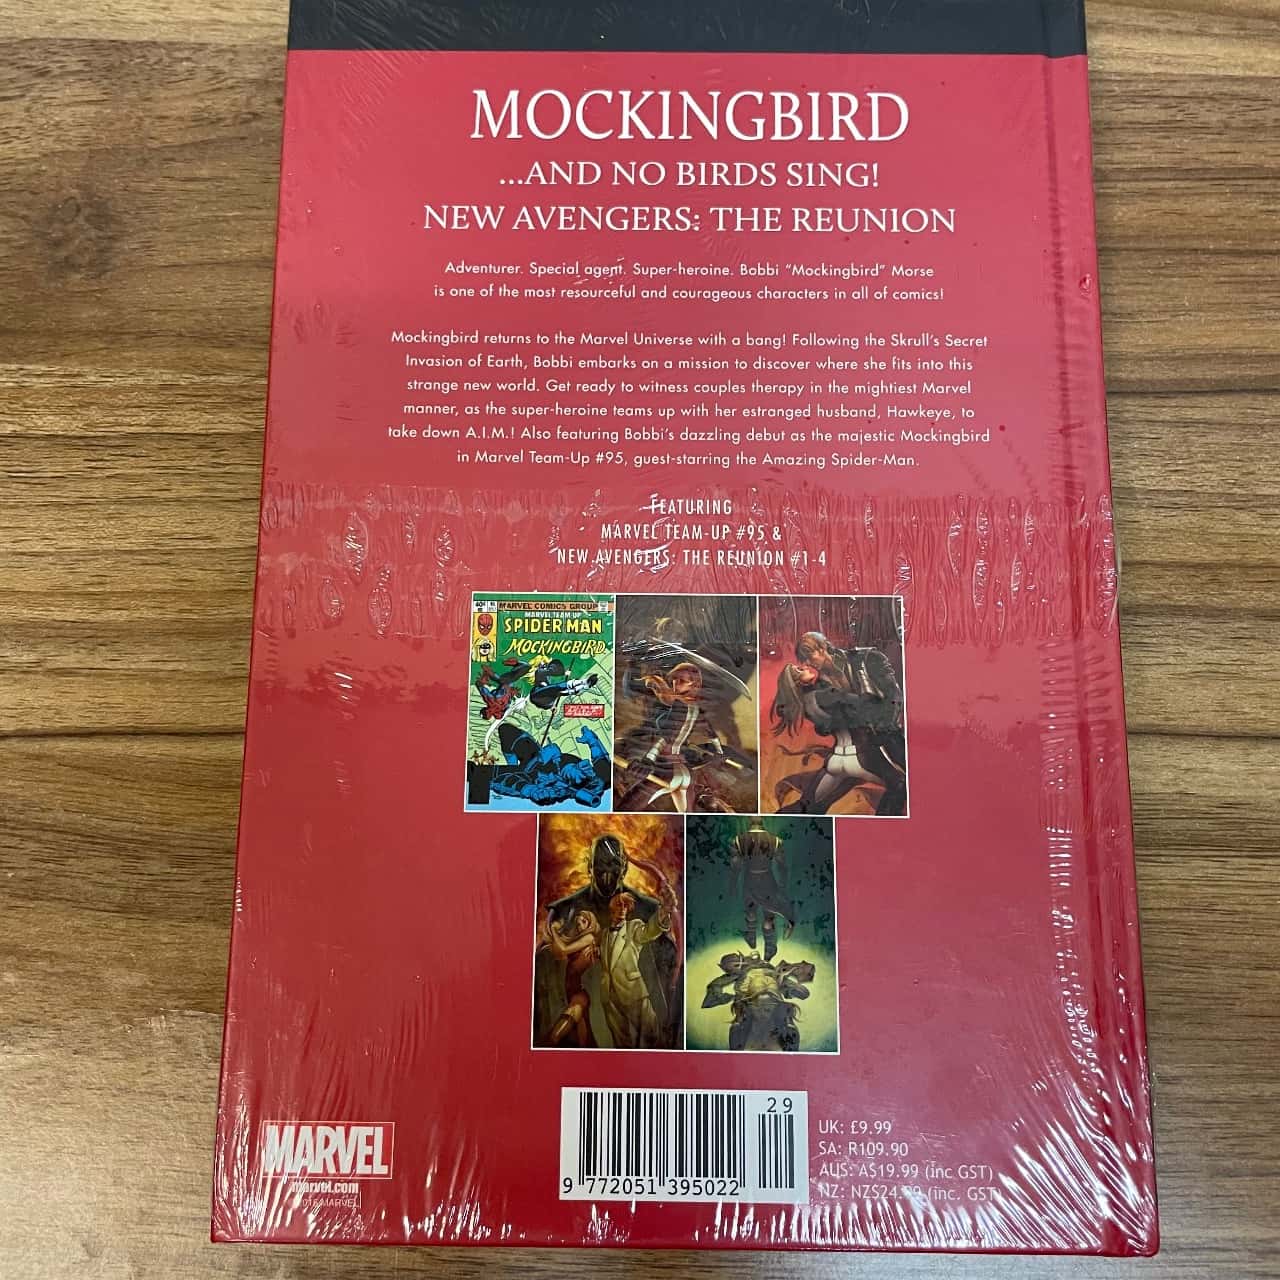 MOCKINGBIRD
...AND NO BIRDS SING!
NEW AVENGERS: THE REUNION
Adventurer. Special agent. Super-heroine. Bobbi “Mockingbird” Morse
is one of the most resourceful and courageous characters in all of comics!
Mockingbird returns to the Marvel Universe with a bang! Following the Skrull’s Secret
Invasion of Earth, Bobbi embarks on a mission to discover where she fits into this
strange new world. Get ready to witness couples therapy in the mightiest Marvel
manner, as the super-heroine teams up with her estranged husband, Hawkeye, to
take down A.I.M.! Also featuring Bobbi’s dazzling debut as the majestic Mockingbird
in Marvel Team-Up #95, guest-starring the Amazing Spider-Man.
FEATURING
MARVEL TEAM-UP #95 &
NEW AVENGERS: THE REUNION #1-4
MARVEL COMICS GROUP
MARVEL TEAM-UP
SPIDER-MAN
MOCKINGBIRD
29
9 772051 395022
UK: £9.99
SA: R109.90
AUS: A$19.99 (inc GST)
NZ: NZ$24.99 (inc. GST)
MARVEL
marvel.com
MARVEL